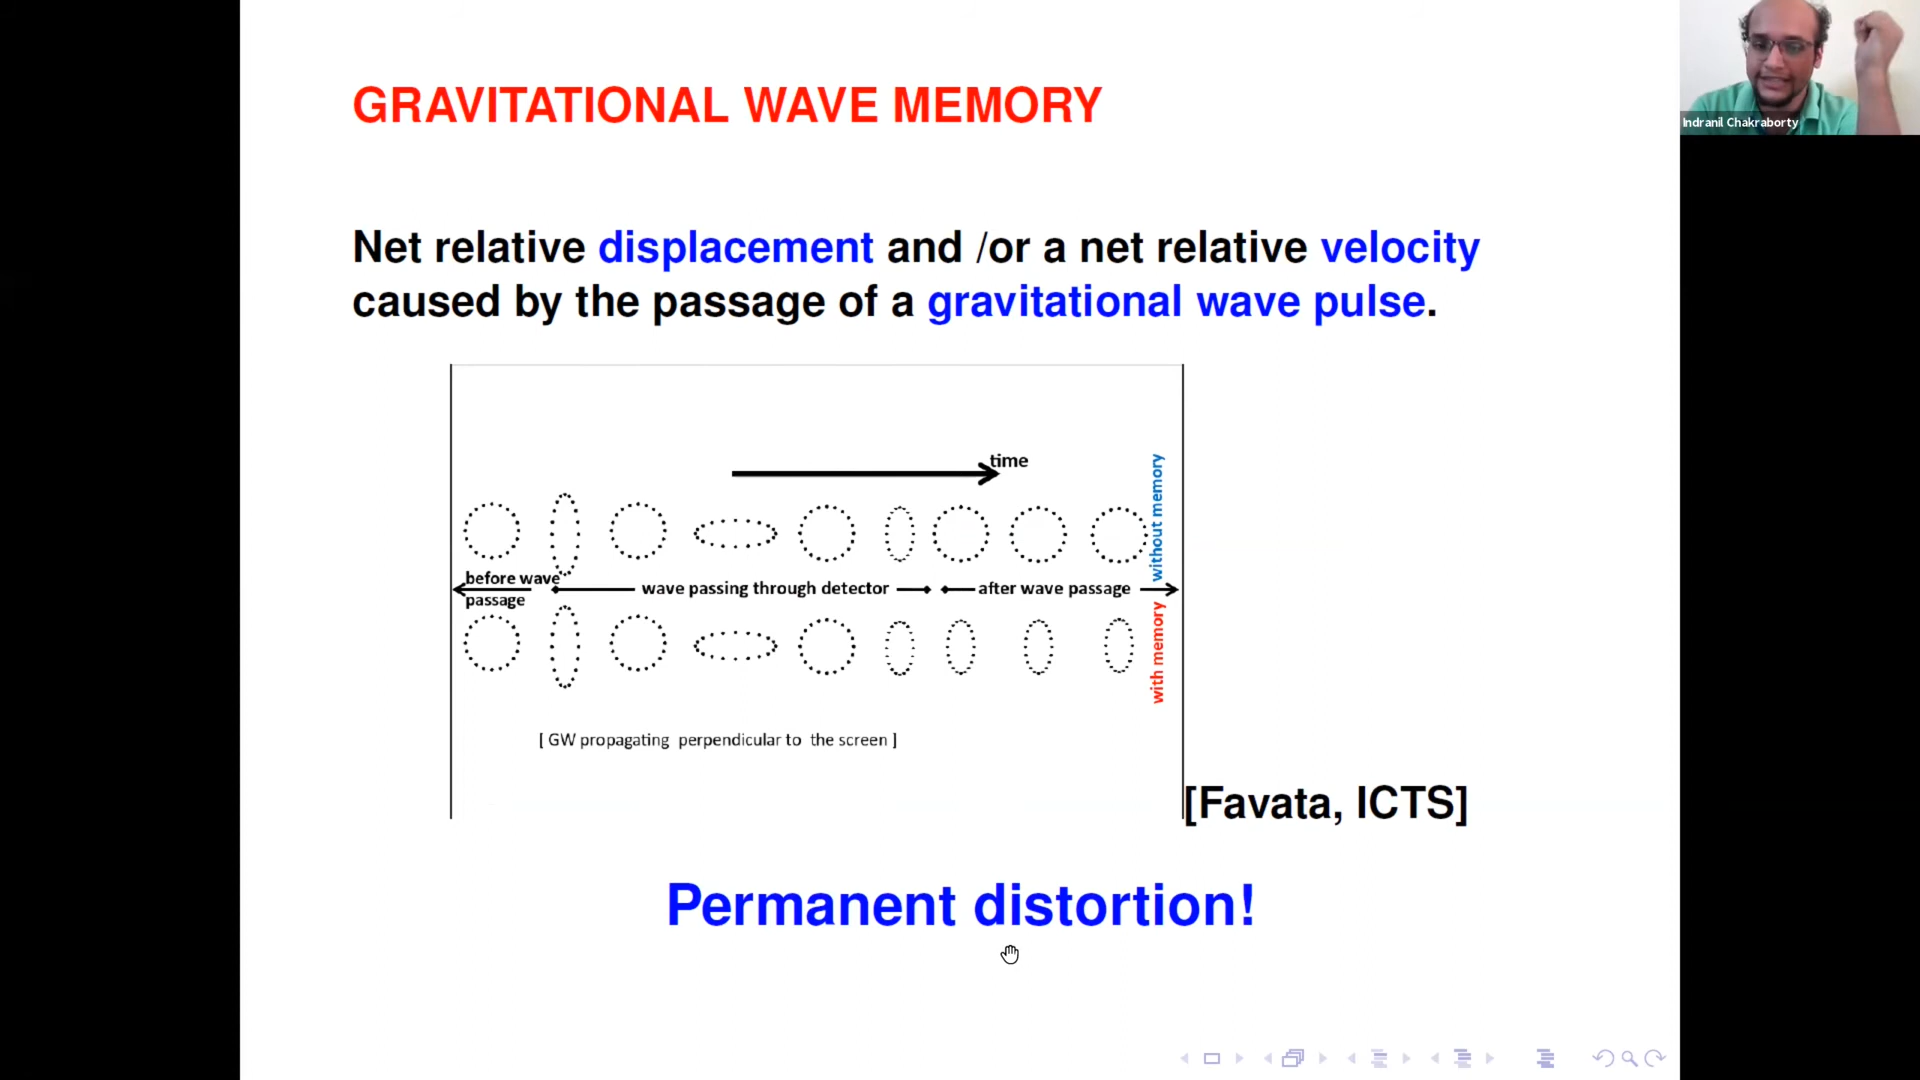 GRAVITATIONAL WAVE MEMORY
Indranil Chakraborty
Net relative displacement and /or a net relative velocity
caused by the passage of a gravitational wave pulse.
time
without memory
before wave
passage
wave passing through detector
after wave passage
with memory
[ GW propagating perpendicular to the screen ]
[Favata, ICTS]
Permanent distortion!